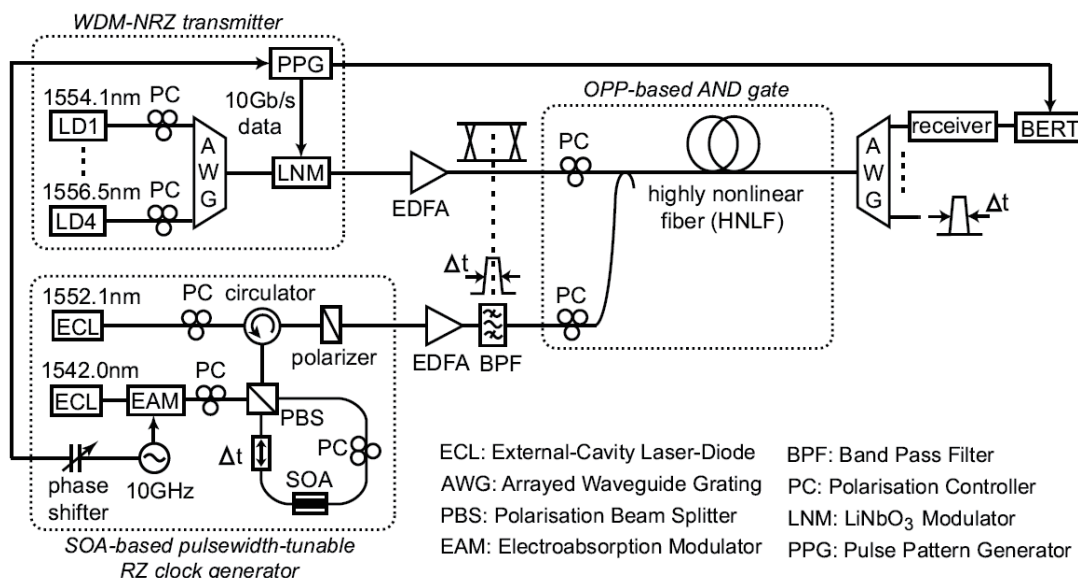 WDM-NRZ transmitter
PPG
OPP-based AND gate
1554.1nm
PC
10Gb/s
data
LD1
AWG
LNM
1556.5nm
PC
LD4
EDFA
PC
highly nonlinear
fiber (HNLF)
AWG
receiver
BERT
Δt
Δt
1552.1nm
PC
circulator
ECL
polarizer
EDFA
BPF
PC
1542.0nm
PC
ECL
EAM
PBS
PC
Δt
SOA
phase
shifter
10GHz
SOA-based pulsewidth-tunable
RZ clock generator
ECL: External-Cavity Laser-Diode
AWG: Arrayed Waveguide Grating
PBS: Polarisation Beam Splitter
EAM: Electroabsorption Modulator
BPF: Band Pass Filter
PC: Polarisation Controller
LNM: LiNbO3 Modulator
PPG: Pulse Pattern Generator